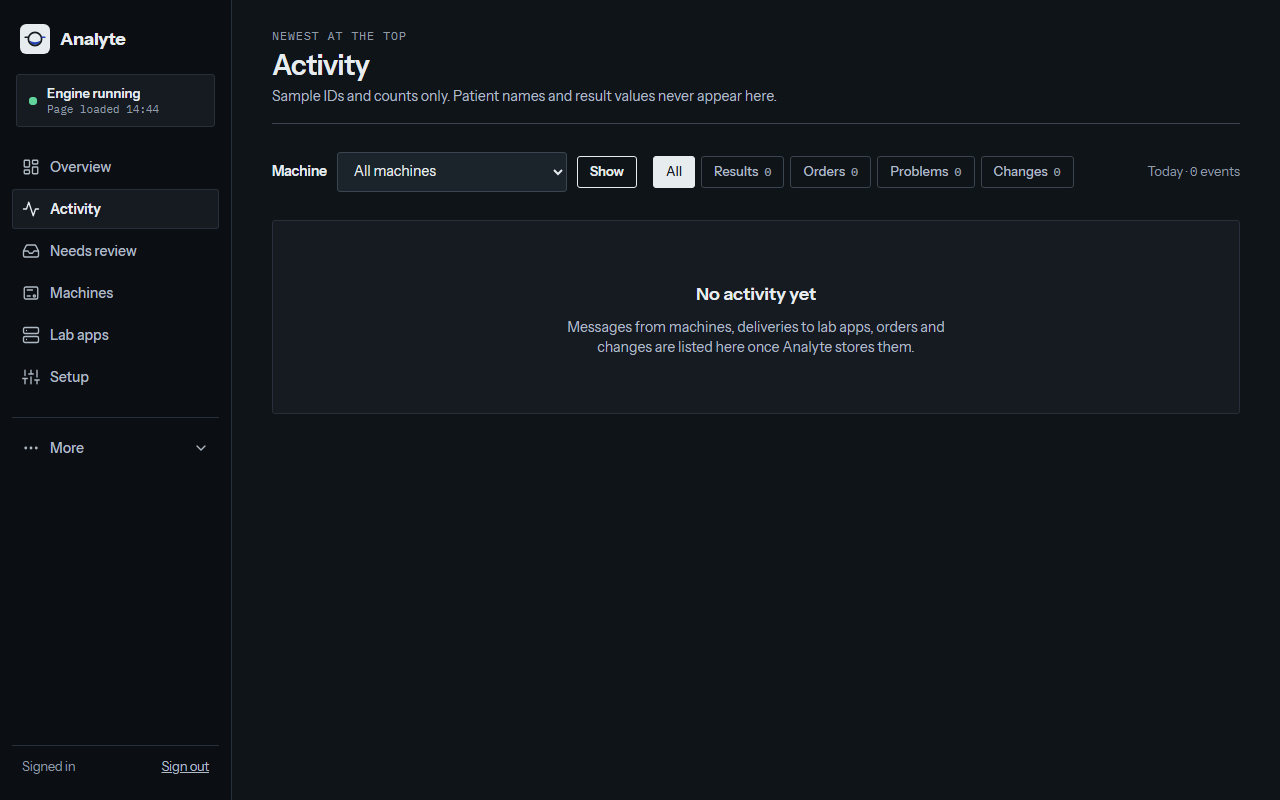 Analyte
Engine running
Page loaded 14:44
Overview
Activity
Needs review
Machines
Lab apps
Setup
More
Signed in
Sign out
NEWEST AT THE TOP
Activity
Sample IDs and counts only. Patient names and result values never appear here.
Machine
All machines
Show
All
Results 0
Orders 0
Problems 0
Changes 0
Today · 0 events
No activity yet
Messages from machines, deliveries to lab apps, orders and
changes are listed here once Analyte stores them.